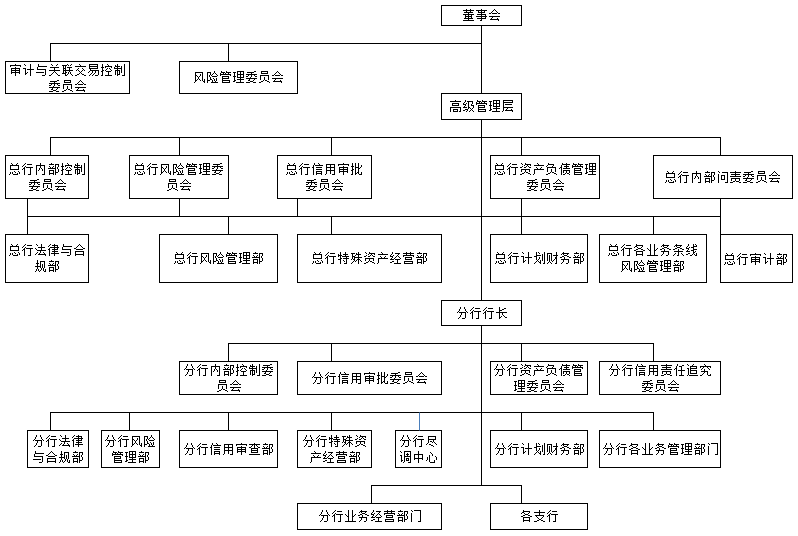 董事会
审计与关联交易控制
委员会
风险管理委员会
高级管理层
总行内部控制
委员会
总行风险管理委
员会
总行信用审批
委员会
总行资产负债管理
委员会
总行内部问责委员会
总行法律与合
规部
总行风险管理部
总行特殊资产经营部
总行计划财务部
总行各业务条线
风险管理部
总行审计部
分行行长
分行内部控制委
员会
分行信用审批委员会
分行资产负债管
理委员会
分行信用责任追究
委员会
分行法律
与合规部
分行风险
管理部
分行信用审查部
分行特殊资
产经营部
分行尽
调中心
分行计划财务部
分行各业务管理部门
分行业务经营部门
各支行